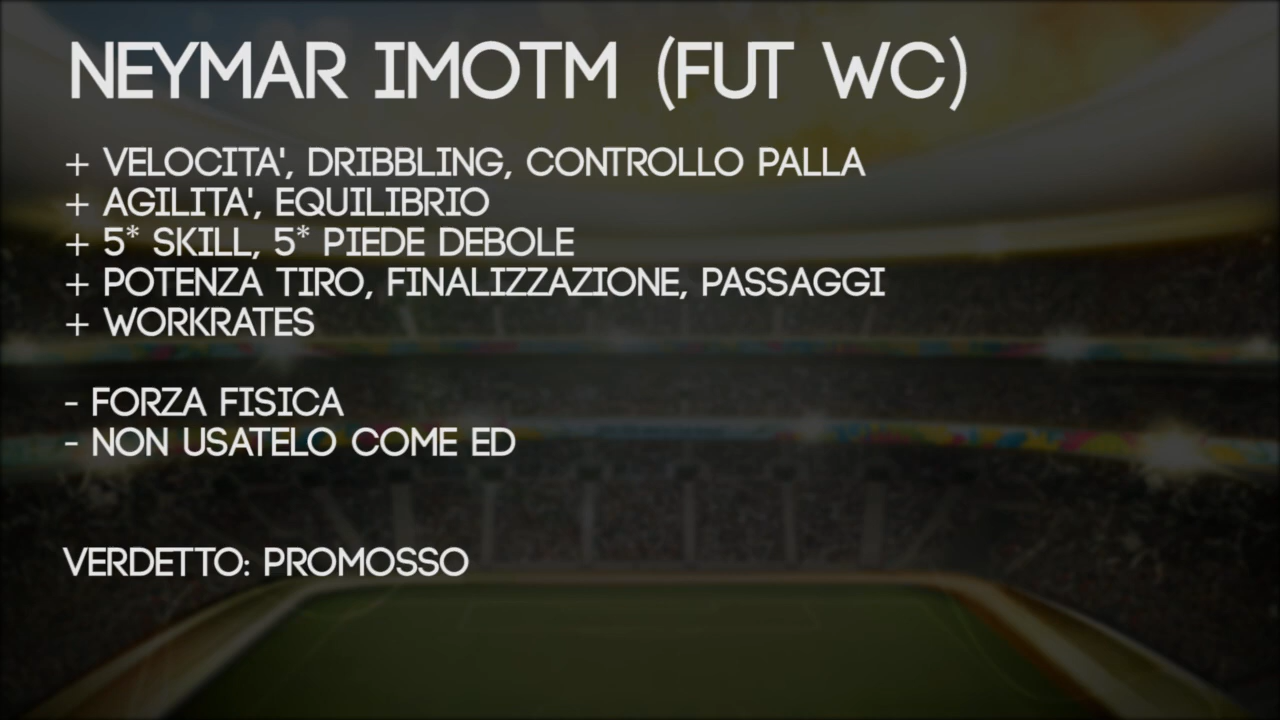 NEYMAR IMOTM (FUT WC)
+ VELOCITA', DRIBBLING, CONTROLLO PALLA
+ AGILITA', EQUILIBRIO
+ 5* SKILL, 5* PIEDE DEBOLE
+ POTENZA TIRO, FINALIZZAZIONE, PASSAGGI
+ WORKRATES
- FORZA FISICA
- NON USATELO COME ED
VERDETTO: PROMOSSO